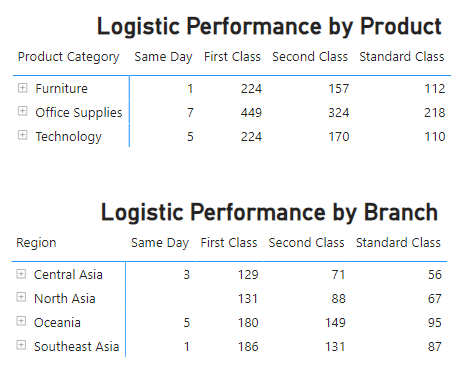 Logistic Performance by Product
Product Category Same Day First Class Second Class Standard Class
Furniture 1 224 157 112
Office Supplies 7 449 324 218
Technology 5 224 170 110
Logistic Performance by Branch
Region Same Day First Class Second Class Standard Class
Central Asia 3 129 71 56
North Asia 131 88 67
Oceania 5 180 149 95
Southeast Asia 1 186 131 87